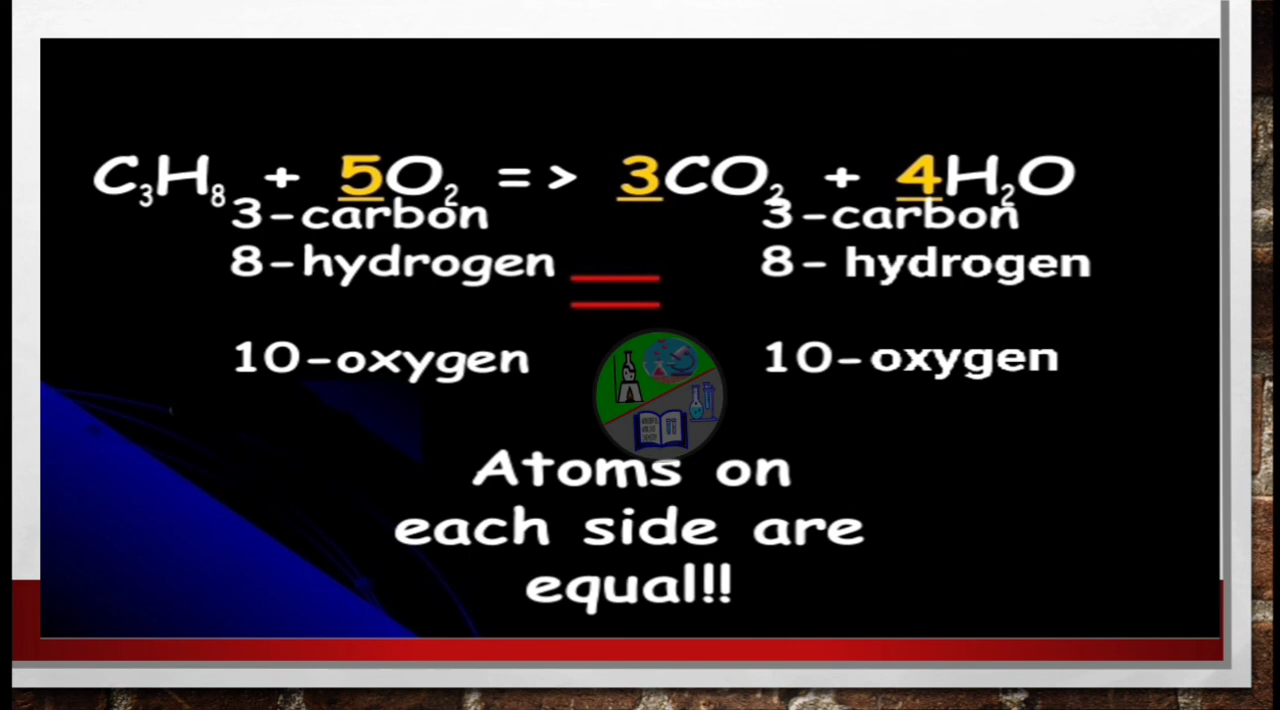 C₃H₈ + 5O₂ => 3CO₂ + 4H₂O
3-carbon 3-carbon
8-hydrogen 8- hydrogen
10-oxygen 10-oxygen
Atoms on
each side are
equal!!